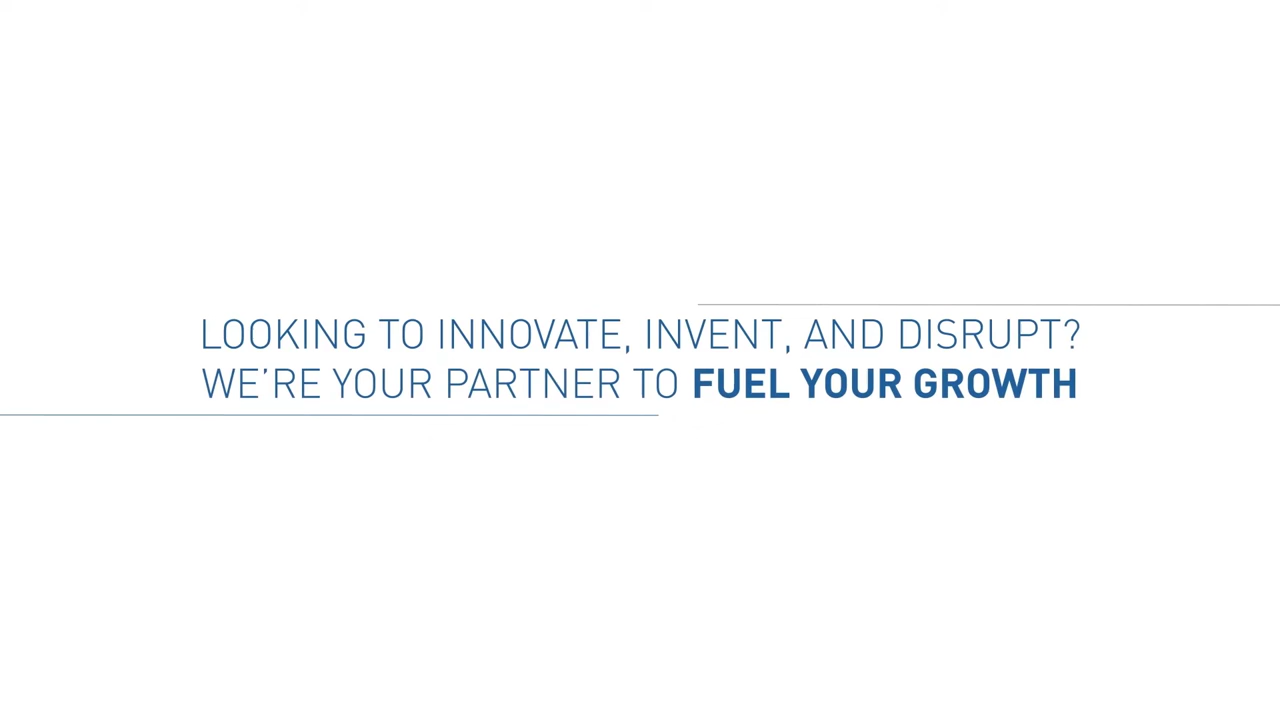 LOOKING TO INNOVATE, INVENT, AND DISRUPT?
WE’RE YOUR PARTNER TO FUEL YOUR GROWTH